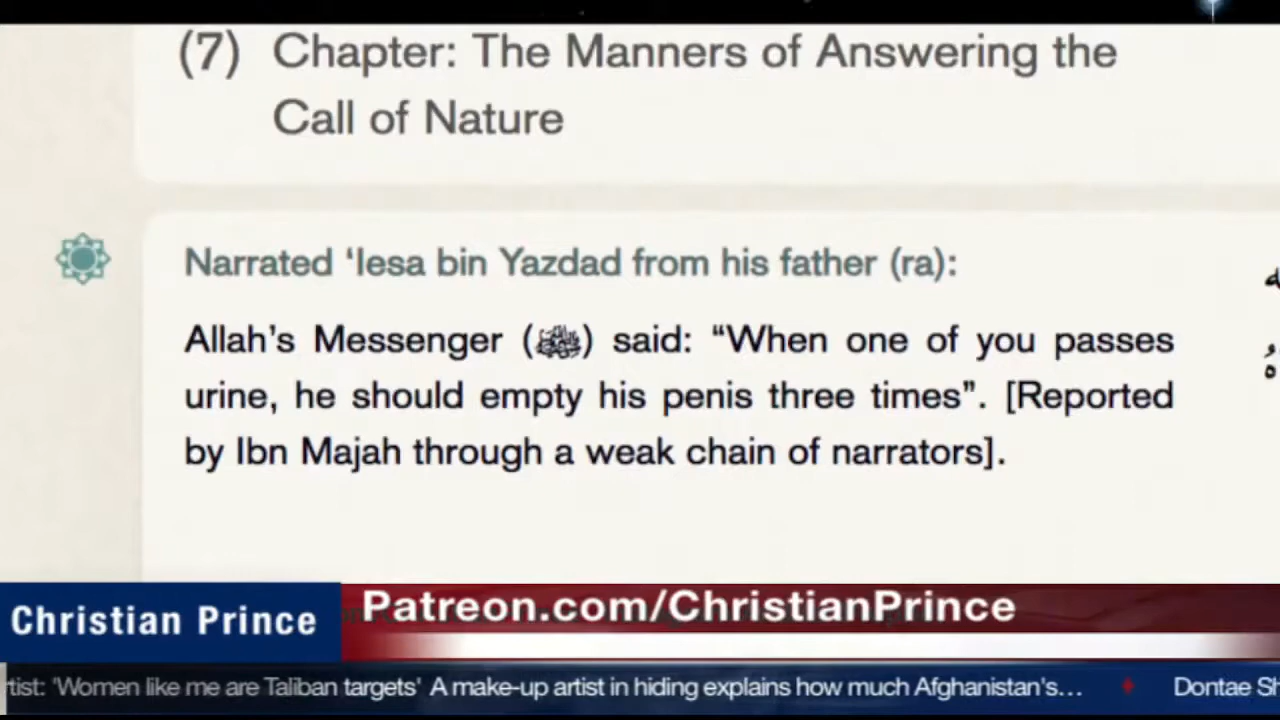 (7) Chapter: The Manners of Answering the
Call of Nature
Narrated ‘Iesa bin Yazdad from his father (ra):
Allah’s Messenger (ﷺ) said: “When one of you passes
urine, he should empty his penis three times”. [Reported
by Ibn Majah through a weak chain of narrators].
Christian Prince
Patreon.com/ChristianPrince
tist: 'Women like me are Taliban targets' A make-up artist in hiding explains how much Afghanistan's... Dontae Sh